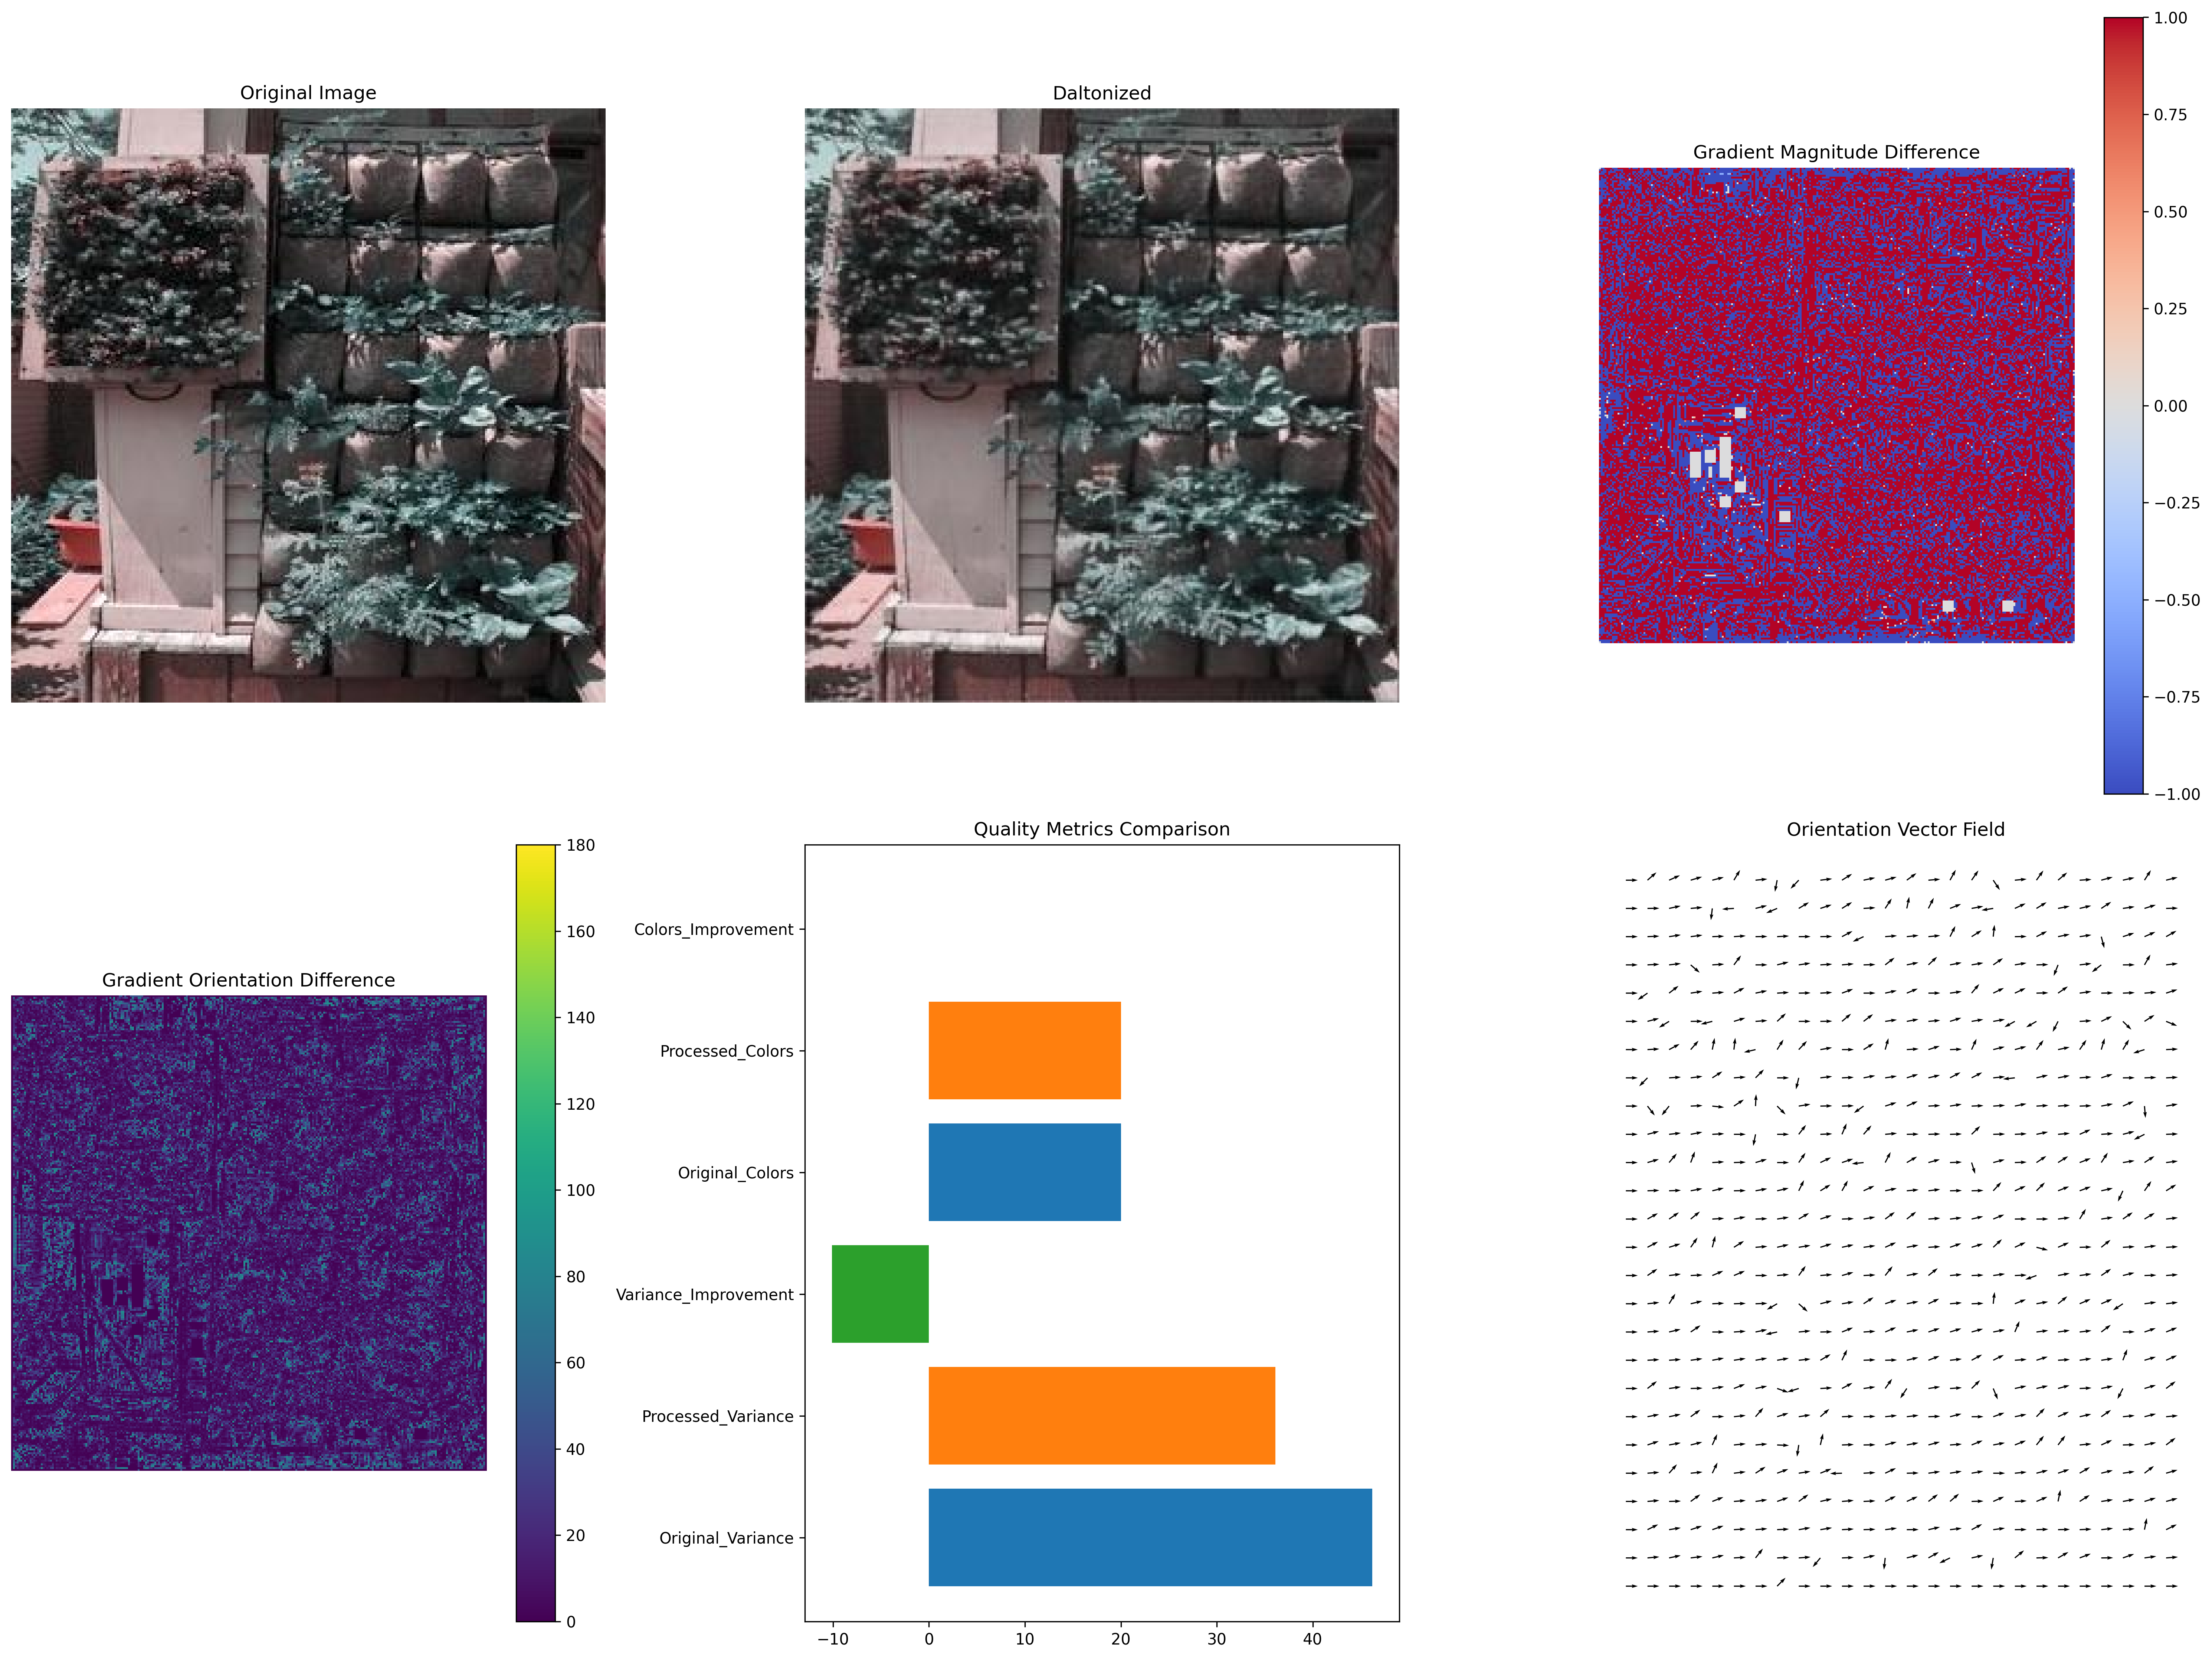 Original Image
Daltonized
Gradient Magnitude Difference
1.00
0.75
0.50
0.25
0.00
−0.25
−0.50
−0.75
−1.00
Gradient Orientation Difference
180
160
140
120
100
80
60
40
20
0
Quality Metrics Comparison
Colors_Improvement
Processed_Colors
Original_Colors
Variance_Improvement
Processed_Variance
Original_Variance
−10 0 10 20 30 40
Orientation Vector Field